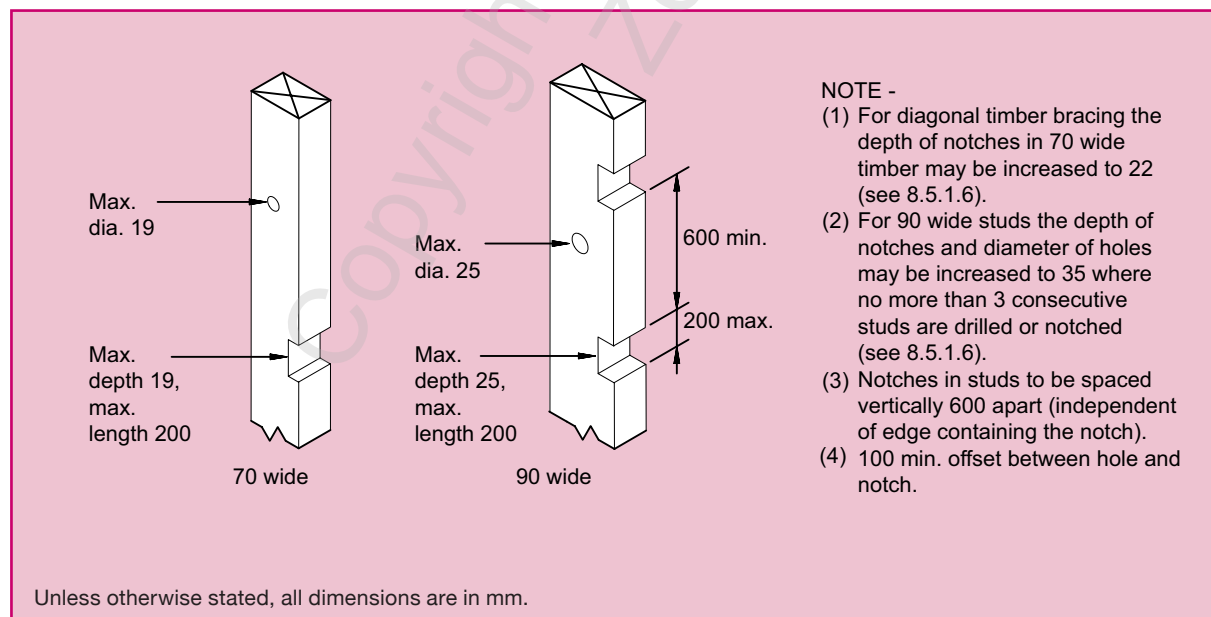 Copyright
NOTE -
(1) For diagonal timber bracing the
depth of notches in 70 wide
timber may be increased to 22
(see 8.5.1.6).
(2) For 90 wide studs the depth of
notches and diameter of holes
may be increased to 35 where
no more than 3 consecutive
studs are drilled or notched
(see 8.5.1.6).
(3) Notches in studs to be spaced
vertically 600 apart (independent
of edge containing the notch).
(4) 100 min. offset between hole and
notch.
Max.
dia. 19
Max.
depth 19,
max.
length 200
70 wide
Max.
dia. 25
Max.
depth 25,
max.
length 200
90 wide
600 min.
200 max.
Unless otherwise stated, all dimensions are in mm.